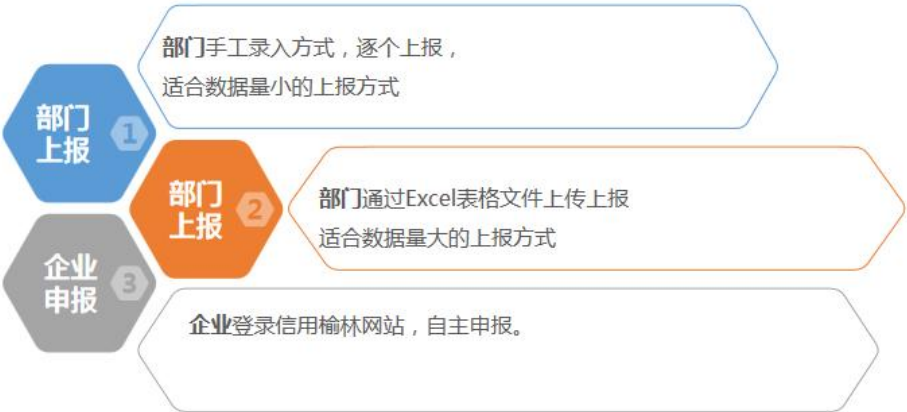 部门
上报
1
部门手工录入方式，逐个上报，
适合数据量小的上报方式
部门
上报
2
部门通过Excel表格文件上传上报
适合数据量大的上报方式
企业
申报
3
企业登录信用榆林网站，自主申报。